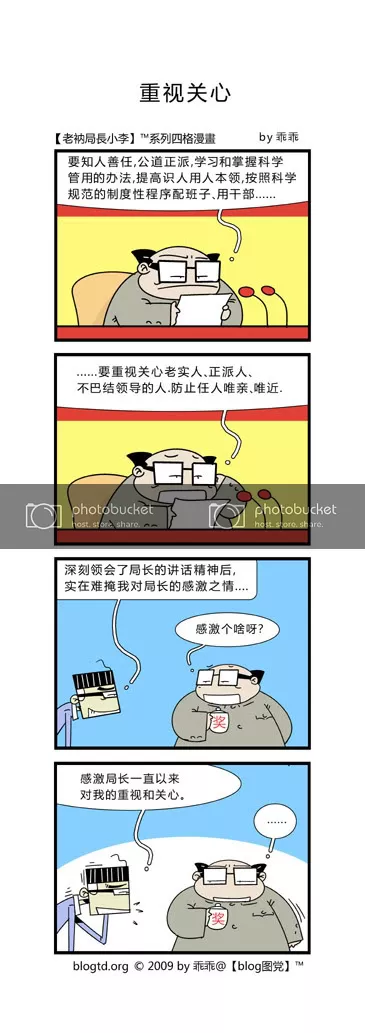 重视关心
【老衲局長小李】™系列四格漫畫 by 乖乖
要知人善任,公道正派,学习和掌握科学
管用的办法,提高识人用人本领,按照科学
规范的制度性程序配班子、用干部......
......要重视关心老实人、正派人、
不巴结领导的人.防止任人唯亲、唯近.
photobucket
host. store. share.
photobucket
host. store. share.
深刻领会了局长的讲话精神后,
实在难掩我对局长的感激之情....
感激个啥呀?
奖
感激局长一直以来
对我的重视和关心。
......
奖
blogtd.org © 2009 by 乖乖@【blog图党】™